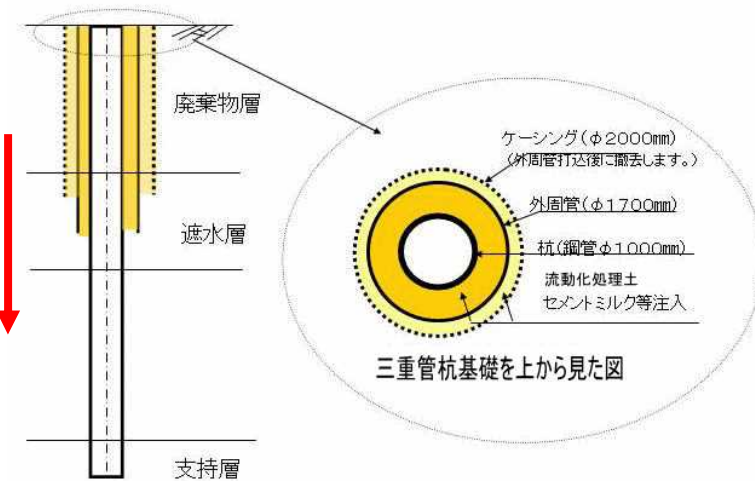 廃棄物層
遮水層
支持層
ケーシング(φ2000mm)
(外周管打込後に撤去します。)
外周管(φ1700mm)
杭(鋼管φ1000mm)
流動化処理土
セメントミルク等注入
三重管杭基礎を上から見た図